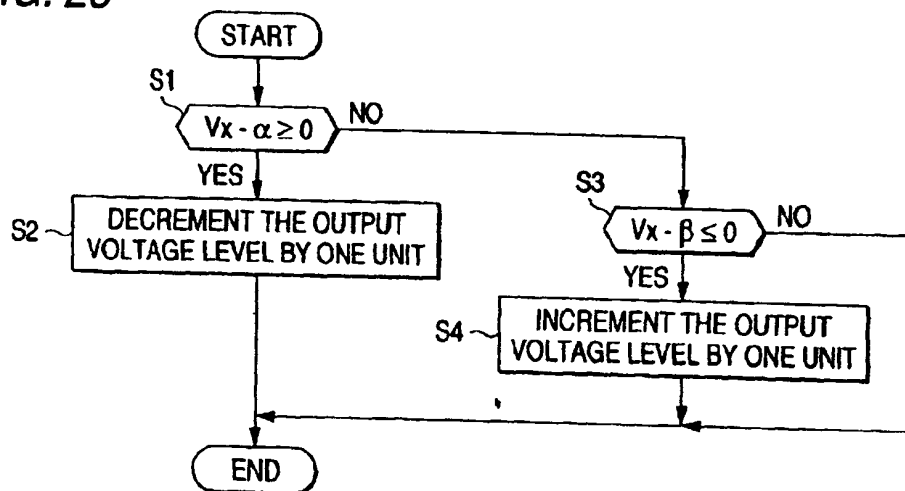 START
S1
Vx - α ≥ 0
NO
YES
S2
DECREMENT THE OUTPUT
VOLTAGE LEVEL BY ONE UNIT
S3
Vx - β ≤ 0
NO
YES
S4
INCREMENT THE OUTPUT
VOLTAGE LEVEL BY ONE UNIT
END